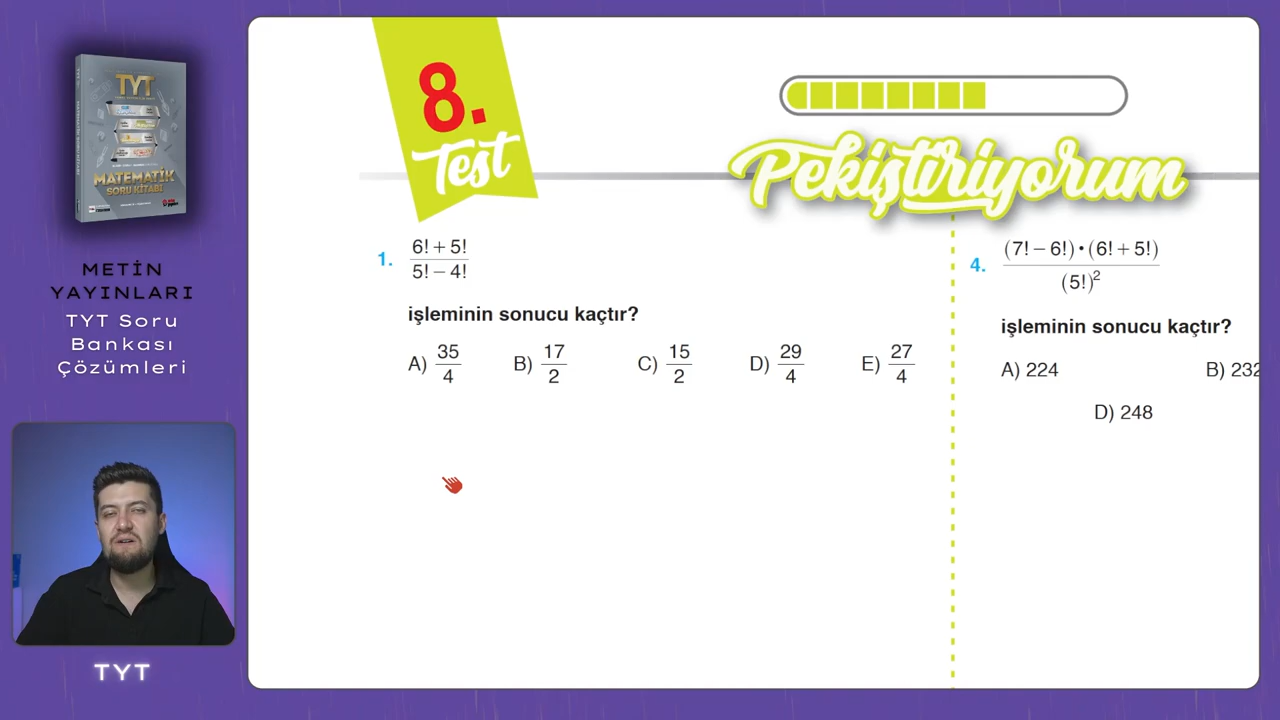 TYT
MATEMATİK
SORU KİTABI
METİN
YAYINLARI
TYT Soru
Bankası
Çözümleri
TYT
8.
Test
Pekiştiriyorum
1. 6! + 5! / 5! − 4!
işleminin sonucu kaçtır?
A) 35/4 B) 17/2 C) 15/2 D) 29/4 E) 27/4
4. (7! − 6!) • (6! + 5!) / (5!)²
işleminin sonucu kaçtır?
A) 224 B) 232
D) 248